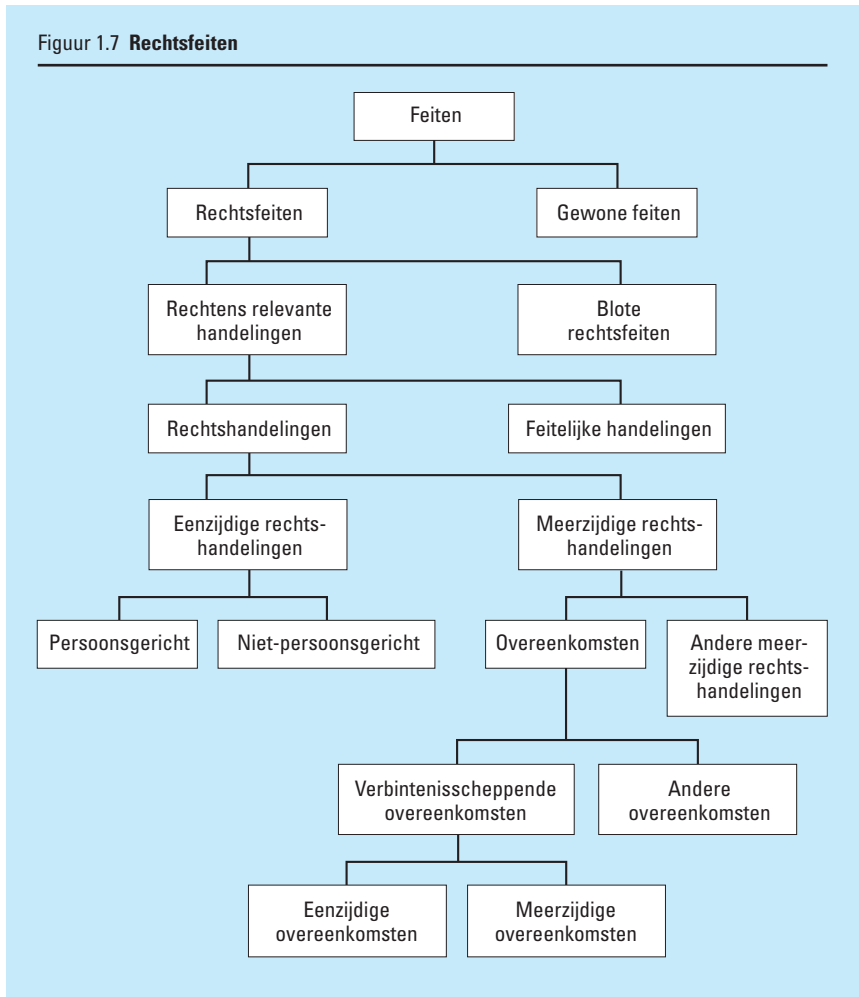 Figuur 1.7 Rechtsfeiten
Feiten
Rechtsfeiten
Gewone feiten
Rechtens relevante
handelingen
Blote
rechtsfeiten
Rechtshandelingen
Feitelijke handelingen
Eenzijdige rechts-
handelingen
Meerzijdige rechts-
handelingen
Persoonsgericht
Niet-persoonsgericht
Overeenkomsten
Andere meer-
zijdige rechts-
handelingen
Verbintenisscheppende
overeenkomsten
Andere
overeenkomsten
Eenzijdige
overeenkomsten
Meerzijdige
overeenkomsten